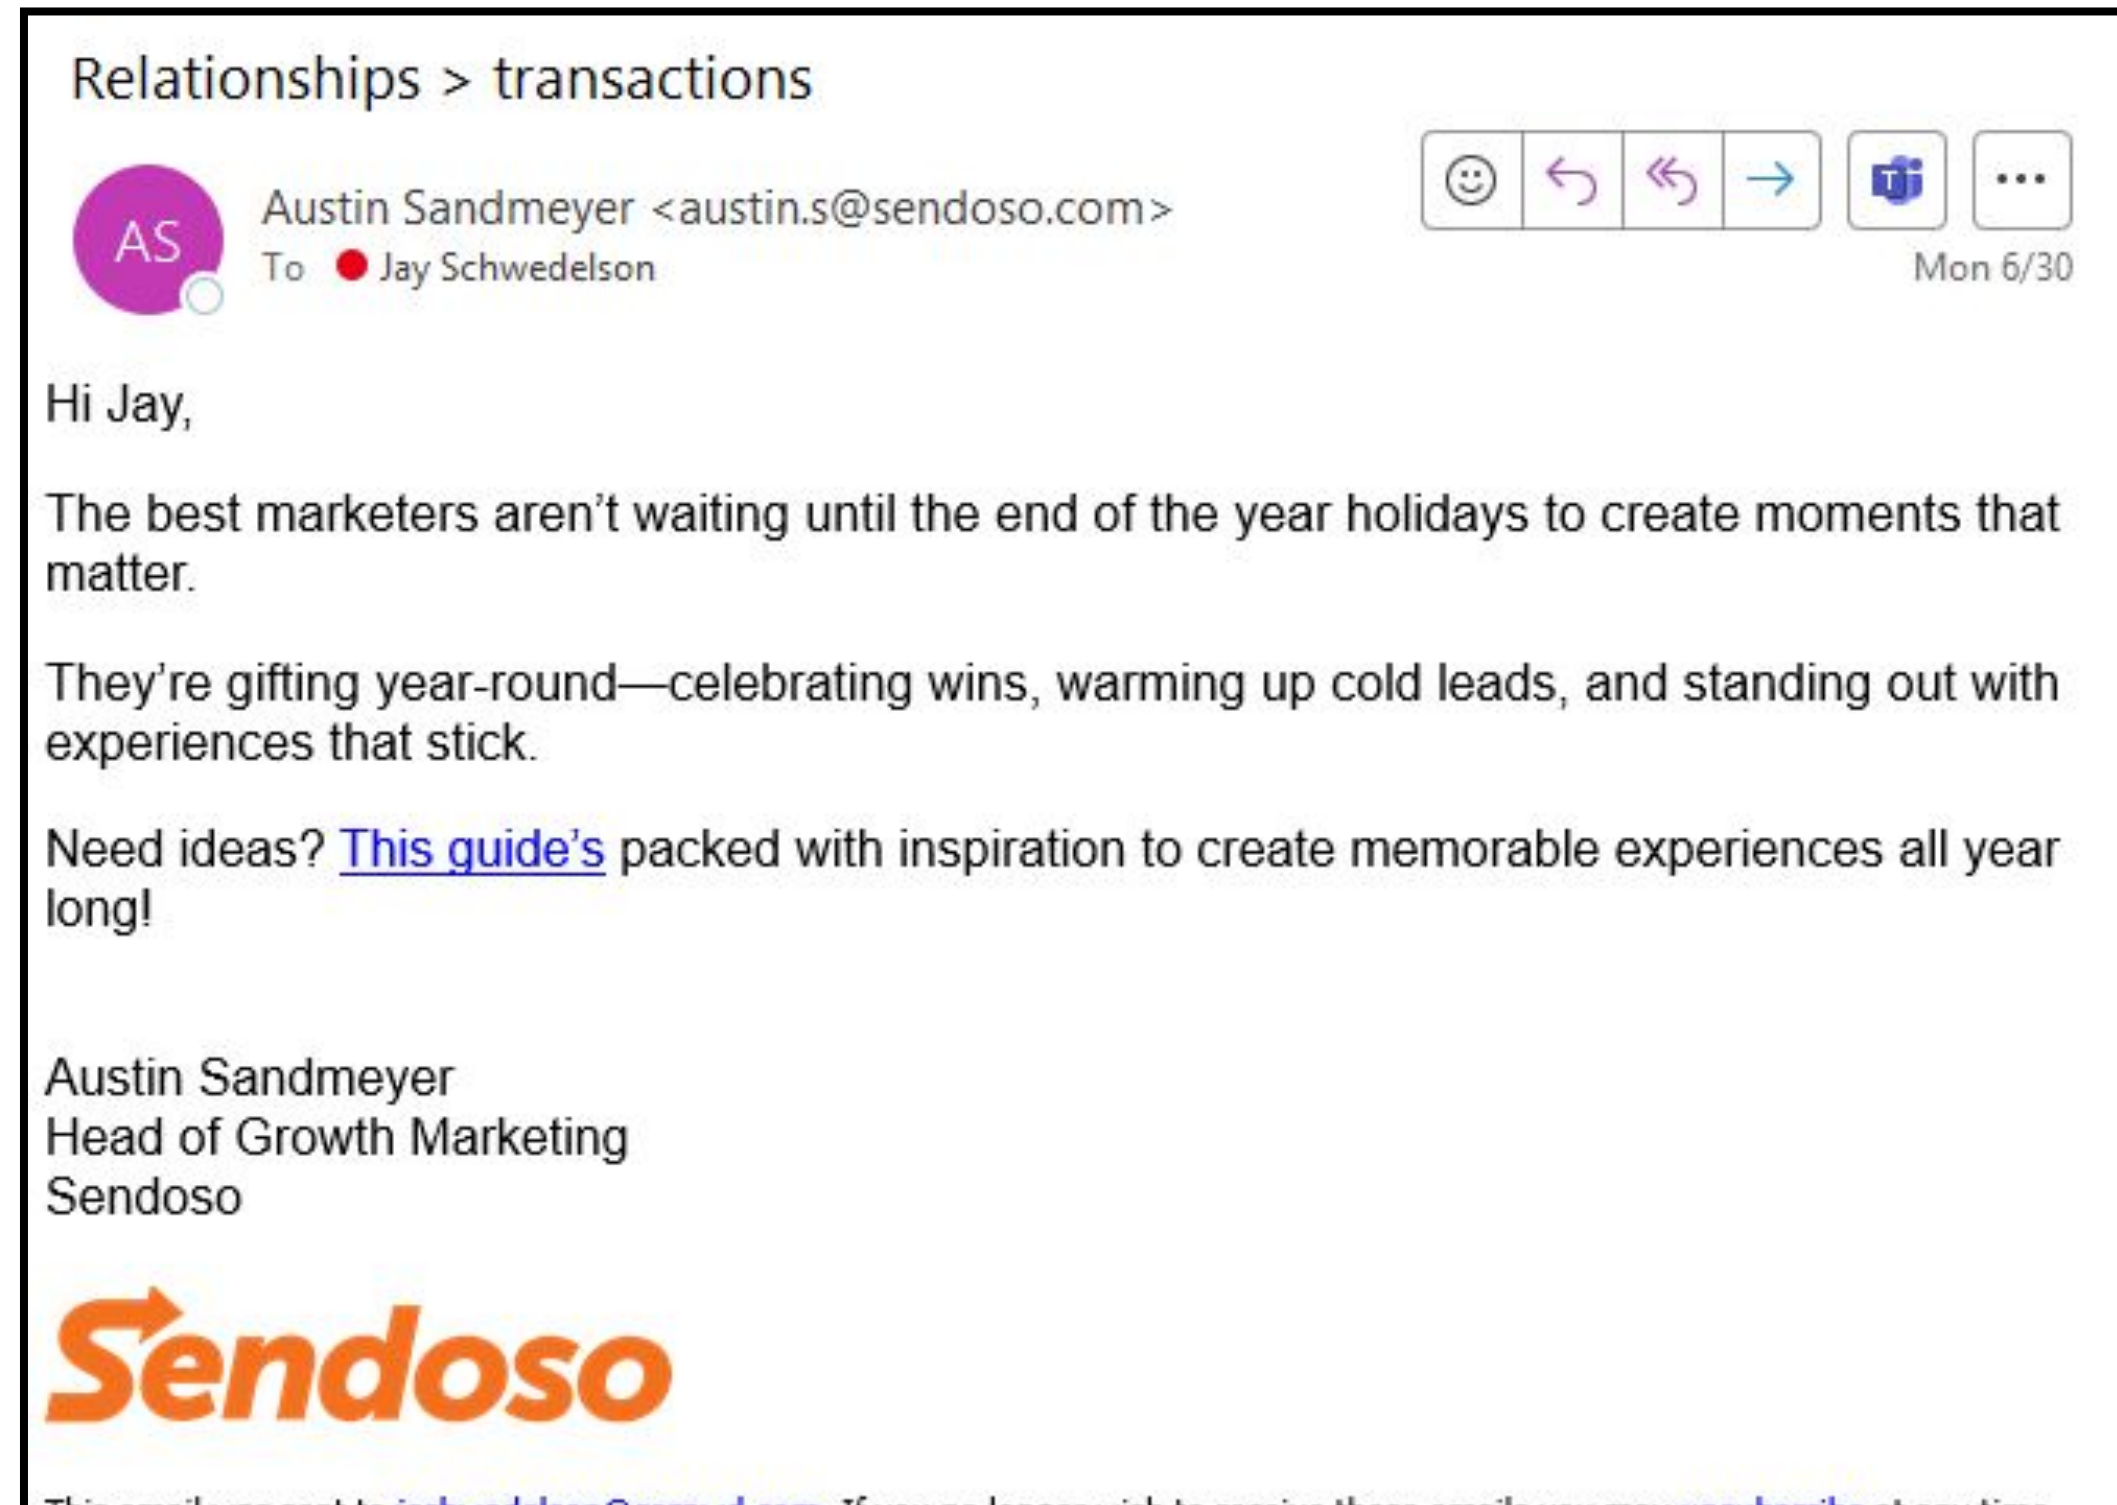 Relationships > transactions
AS
Austin Sandmeyer <austin.s@sendoso.com>
To Jay Schwedelson
T
Mon 6/30
Hi Jay,
The best marketers aren’t waiting until the end of the year holidays to create moments that
matter.
They’re gifting year-round—celebrating wins, warming up cold leads, and standing out with
experiences that stick.
Need ideas? This guide’s packed with inspiration to create memorable experiences all year
long!
Austin Sandmeyer
Head of Growth Marketing
Sendoso
Sendoso